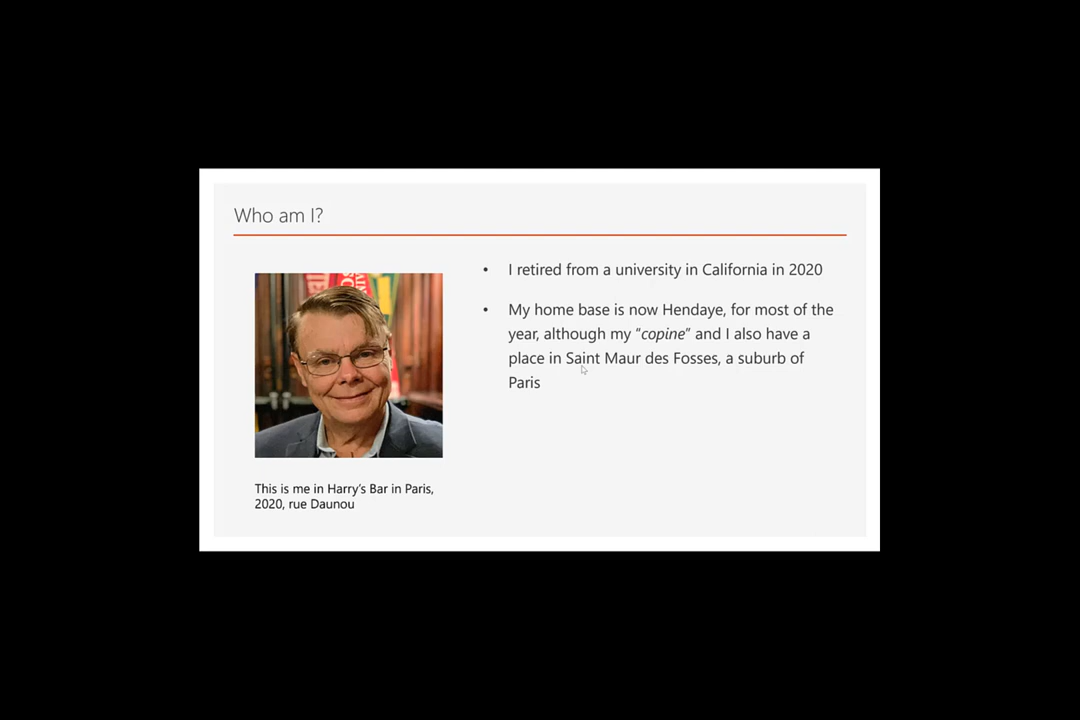 Who am I?
• I retired from a university in California in 2020
• My home base is now Hendaye, for most of the
year, although my “copine” and I also have a
place in Saint Maur des Fosses, a suburb of
Paris
This is me in Harry’s Bar in Paris,
2020, rue Daunou